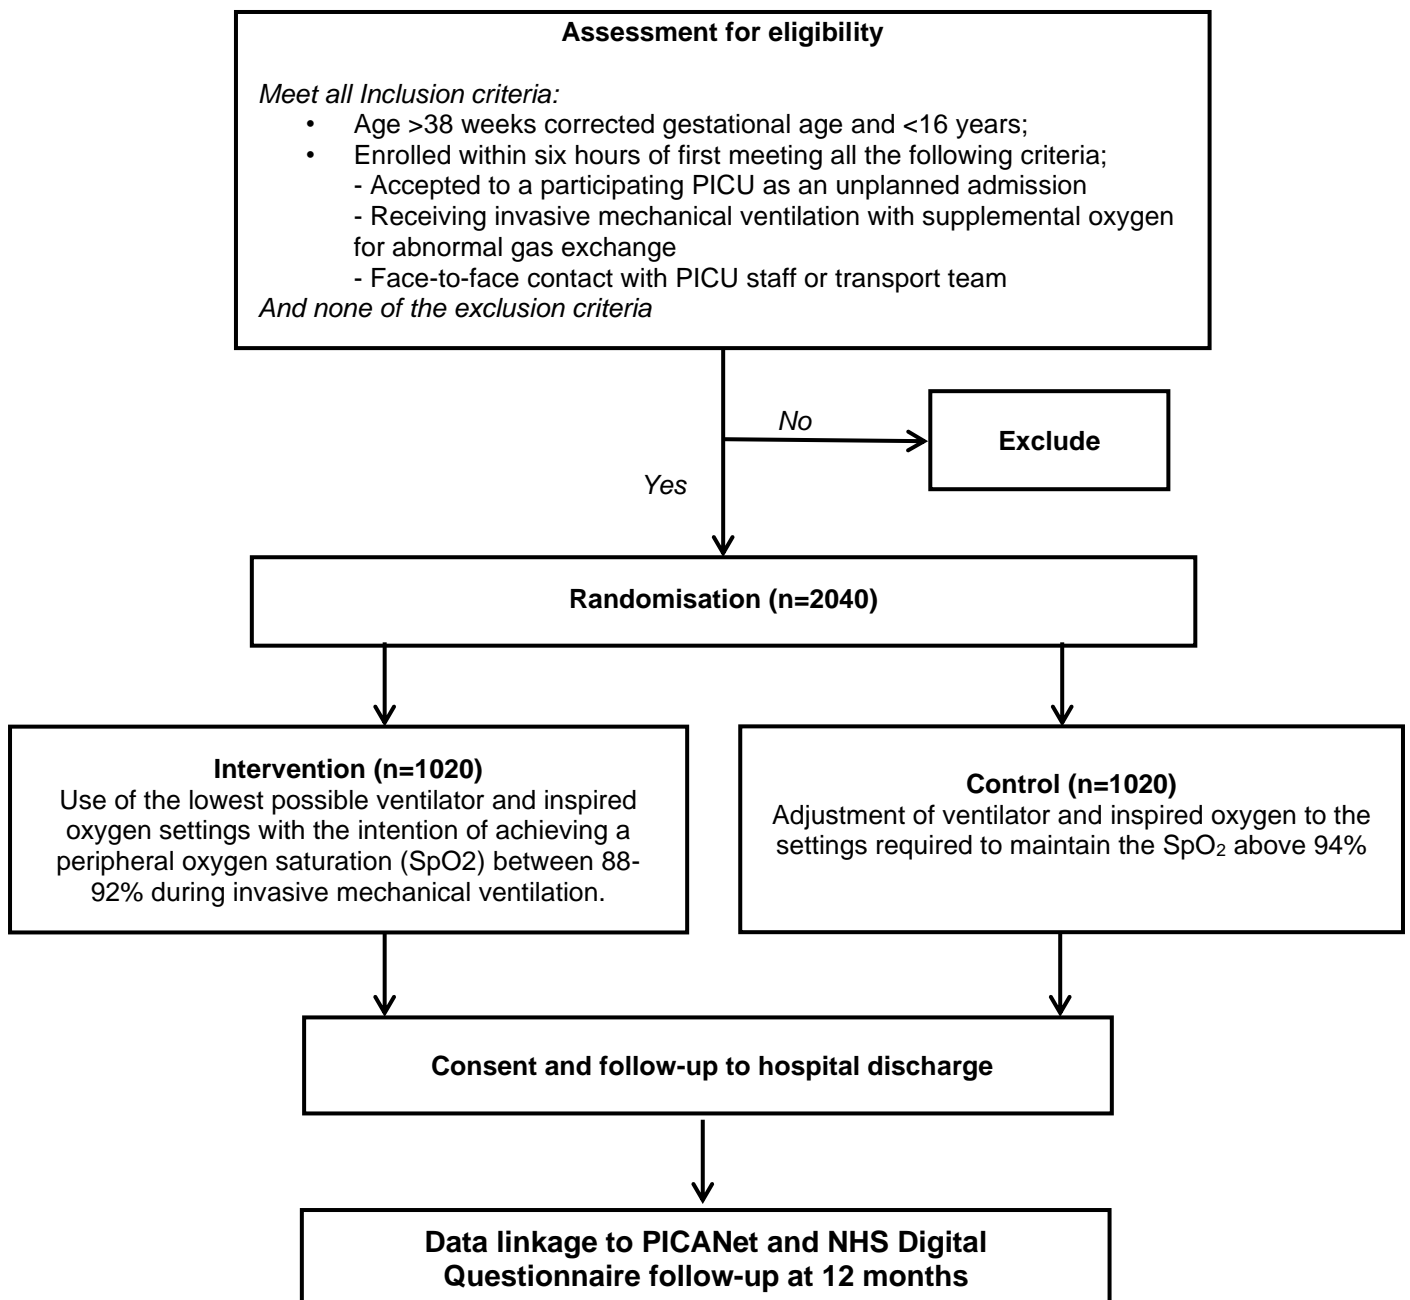 Assessment for eligibility
Meet all Inclusion criteria:
• Age >38 weeks corrected gestational age and <16 years;
• Enrolled within six hours of first meeting all the following criteria;
- Accepted to a participating PICU as an unplanned admission
- Receiving invasive mechanical ventilation with supplemental oxygen
for abnormal gas exchange
- Face-to-face contact with PICU staff or transport team
And none of the exclusion criteria
No
Exclude
Yes
Randomisation (n=2040)
Intervention (n=1020)
Use of the lowest possible ventilator and inspired
oxygen settings with the intention of achieving a
peripheral oxygen saturation (SpO2) between 88-
92% during invasive mechanical ventilation.
Control (n=1020)
Adjustment of ventilator and inspired oxygen to the
settings required to maintain the SpO₂ above 94%
Consent and follow-up to hospital discharge
Data linkage to PICANet and NHS Digital
Questionnaire follow-up at 12 months